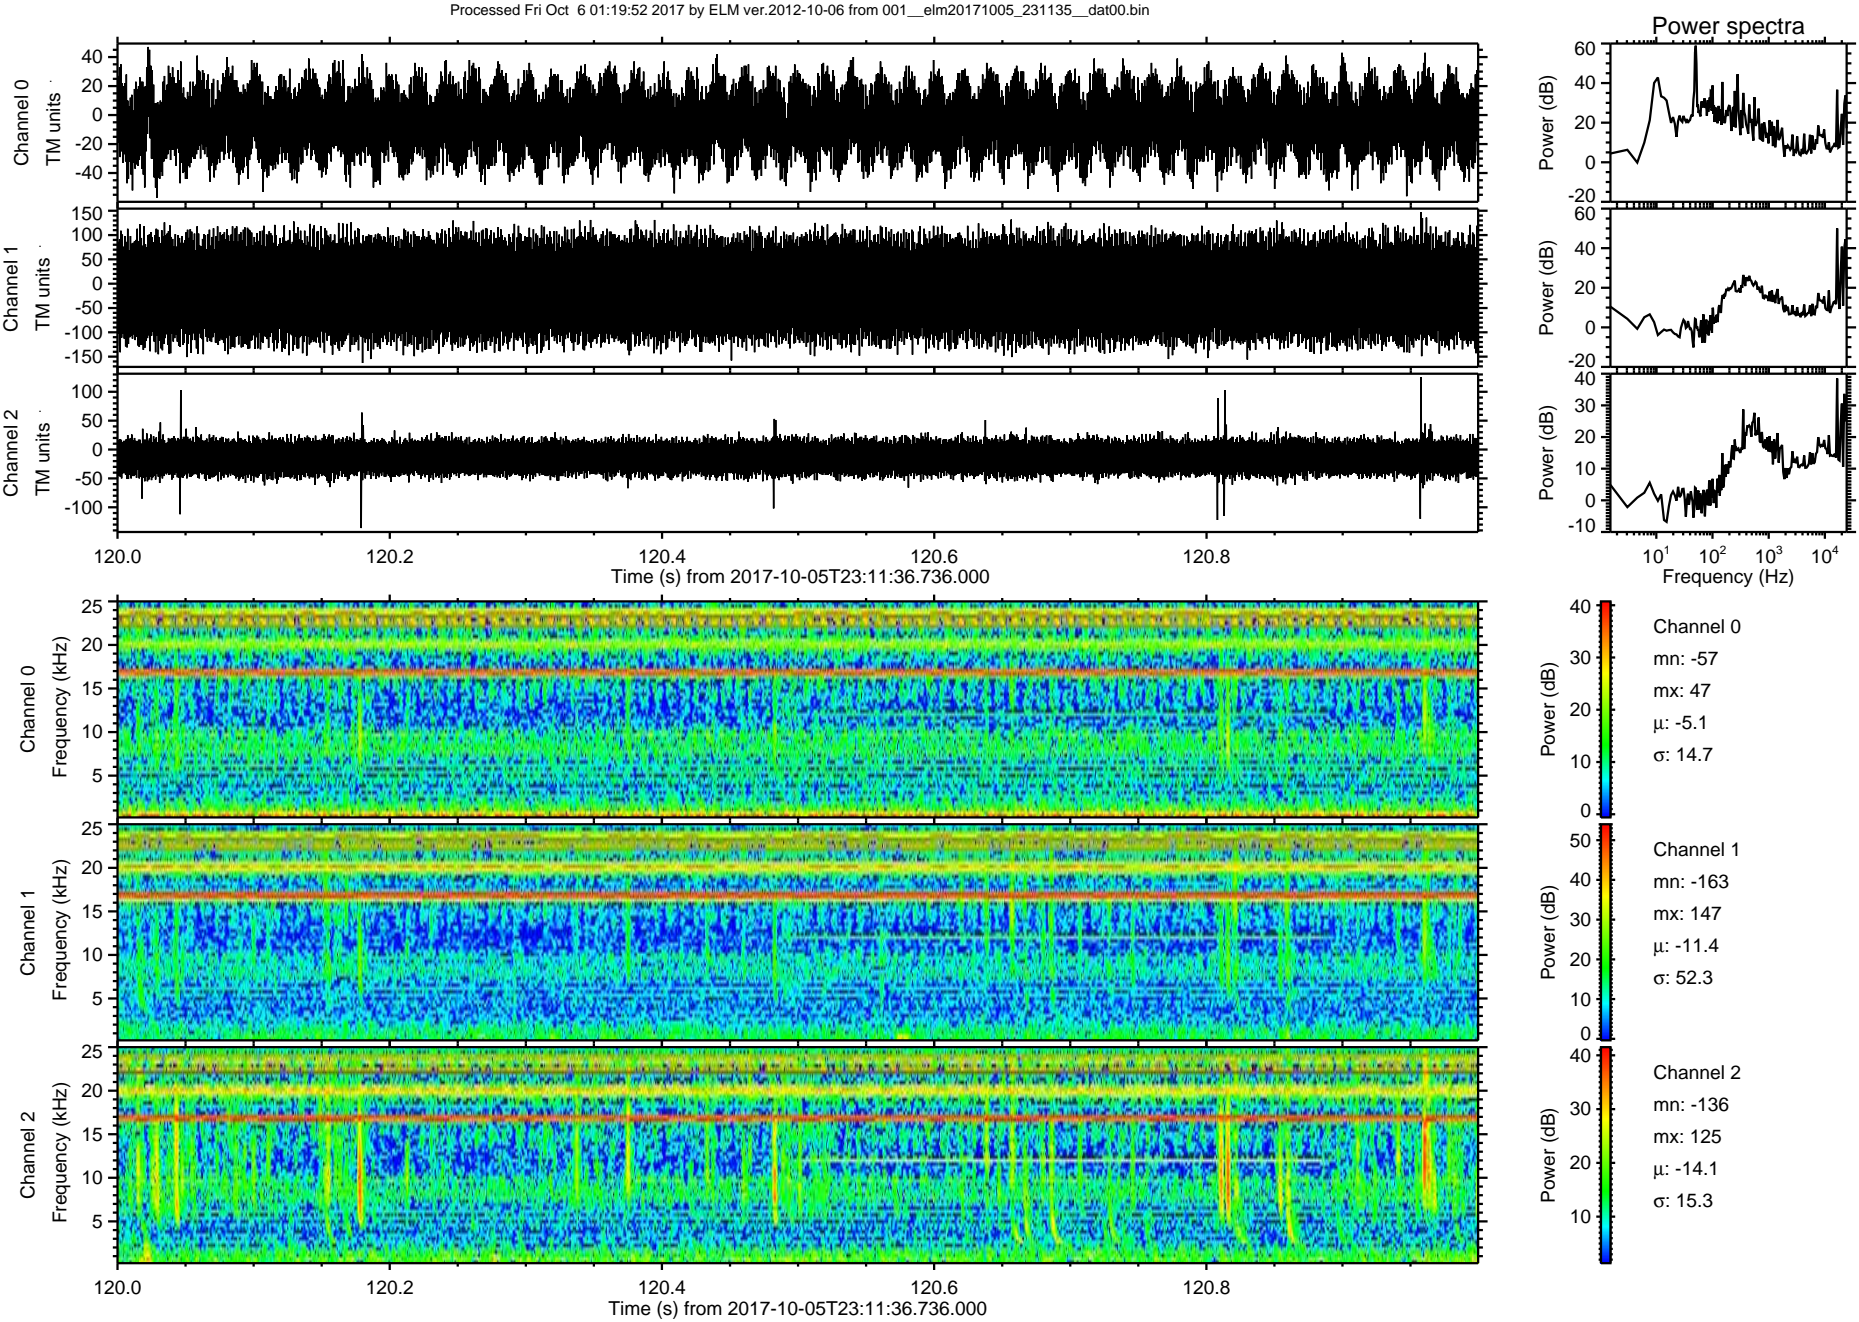 Processed Fri Oct  6 01:19:52 2017 by ELM ver.2012-10-06 from 001__elm20171005_231135__dat00.bin
Power spectra
Channel 0
TM units
40
20
0
-20
-40
Power (dB)
60
40
20
0
-20
Channel 1
TM units
150
100
50
0
-50
-100
-150
Power (dB)
60
40
20
0
-20
Channel 2
TM units
100
50
0
-50
-100
Power (dB)
40
30
20
10
0
-10
120.0 120.2 120.4 120.6 120.8
Time (s) from 2017-10-05T23:11:36.736.000
10¹ 10² 10³ 10⁴
Frequency (Hz)
Channel 0
Frequency (kHz)
25
20
15
10
5
Power (dB)
40
30
20
10
0
Channel 0
mn: -57
mx: 47
μ: -5.1
σ: 14.7
Channel 1
Frequency (kHz)
25
20
15
10
5
Power (dB)
50
40
30
20
10
0
Channel 1
mn: -163
mx: 147
μ: -11.4
σ: 52.3
Channel 2
Frequency (kHz)
25
20
15
10
5
Power (dB)
40
30
20
10
Channel 2
mn: -136
mx: 125
μ: -14.1
σ: 15.3
120.0 120.2 120.4 120.6 120.8
Time (s) from 2017-10-05T23:11:36.736.000